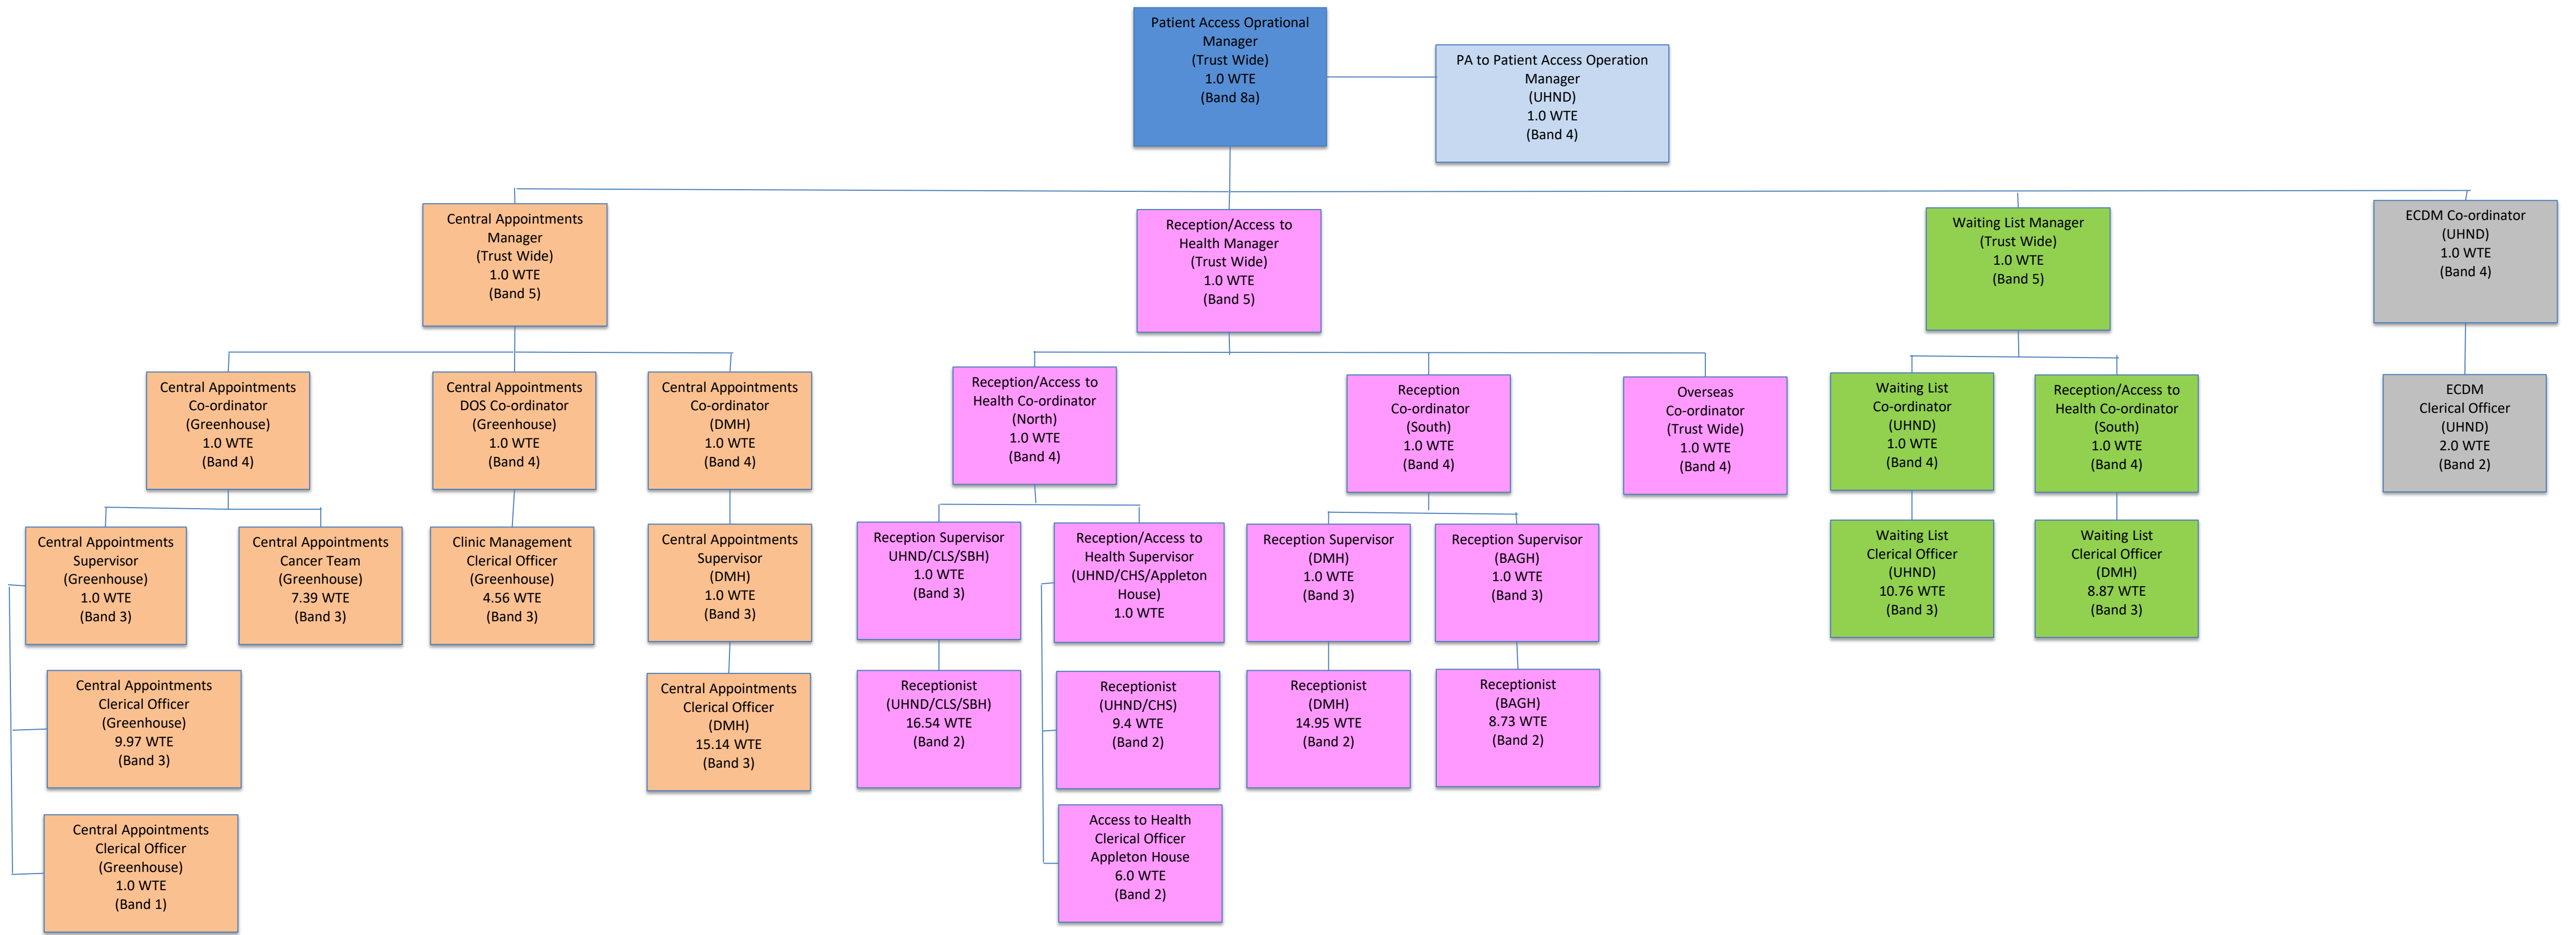 Patient Access Oprational
Manager
(Trust Wide)
1.0 WTE
(Band 8a)
PA to Patient Access Operation
Manager
(UHND)
1.0 WTE
(Band 4)
Central Appointments
Manager
(Trust Wide)
1.0 WTE
(Band 5)
Reception/Access to
Health Manager
(Trust Wide)
1.0 WTE
(Band 5)
Waiting List Manager
(Trust Wide)
1.0 WTE
(Band 5)
ECDM Co-ordinator
(UHND)
1.0 WTE
(Band 4)
Central Appointments
Co-ordinator
(Greenhouse)
1.0 WTE
(Band 4)
Central Appointments
DOS Co-ordinator
(Greenhouse)
1.0 WTE
(Band 4)
Central Appointments
Co-ordinator
(DMH)
1.0 WTE
(Band 4)
Reception/Access to
Health Co-ordinator
(North)
1.0 WTE
(Band 4)
Reception
Co-ordinator
(South)
1.0 WTE
(Band 4)
Overseas
Co-ordinator
(Trust Wide)
1.0 WTE
(Band 4)
Waiting List
Co-ordinator
(UHND)
1.0 WTE
(Band 4)
Reception/Access to
Health Co-ordinator
(South)
1.0 WTE
(Band 4)
ECDM
Clerical Officer
(UHND)
2.0 WTE
(Band 2)
Central Appointments
Supervisor
(Greenhouse)
1.0 WTE
(Band 3)
Central Appointments
Cancer Team
(Greenhouse)
7.39 WTE
(Band 3)
Clinic Management
Clerical Officer
(Greenhouse)
4.56 WTE
(Band 3)
Central Appointments
Supervisor
(DMH)
1.0 WTE
(Band 3)
Reception Supervisor
UHND/CLS/SBH)
1.0 WTE
(Band 3)
Reception/Access to
Health Supervisor
(UHND/CHS/Appleton
House)
1.0 WTE
Reception Supervisor
(DMH)
1.0 WTE
(Band 3)
Reception Supervisor
(BAGH)
1.0 WTE
(Band 3)
Waiting List
Clerical Officer
(UHND)
10.76 WTE
(Band 3)
Waiting List
Clerical Officer
(DMH)
8.87 WTE
(Band 3)
Central Appointments
Clerical Officer
(Greenhouse)
9.97 WTE
(Band 3)
Central Appointments
Clerical Officer
(DMH)
15.14 WTE
(Band 3)
Receptionist
(UHND/CLS/SBH)
16.54 WTE
(Band 2)
Receptionist
(UHND/CHS)
9.4 WTE
(Band 2)
Receptionist
(DMH)
14.95 WTE
(Band 2)
Receptionist
(BAGH)
8.73 WTE
(Band 2)
Central Appointments
Clerical Officer
(Greenhouse)
1.0 WTE
(Band 1)
Access to Health
Clerical Officer
Appleton House
6.0 WTE
(Band 2)